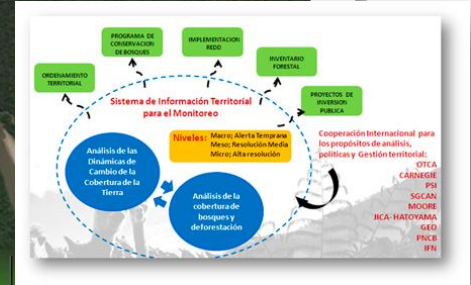 PROGRAMA DE
CONSERVACION
DE BOSQUES
IMPLEMENTACION
REDD
ORDENAMIENTO
TERRITORIAL
INVENTARIO
FORESTAL
PROYECTOS DE
INVERSION
PUBLICA
Sistema de Información Territorial
para el Monitoreo
Niveles: Macro; Alerta Temprana
Meso; Resolución Media
Micro; Alta resolución
Análisis de las
Dinámicas de
Cambio de la
Cobertura de la
Tierra
Análisis de la
cobertura de
bosques y
deforestación
Cooperación Internacional para
los propósitos de análisis,
políticas y Gestión territorial:
OTCA
CARNEGIE
PSI
SGCAN
MOORE
JICA- HATOYAMA
GEO
PNCB
IFN